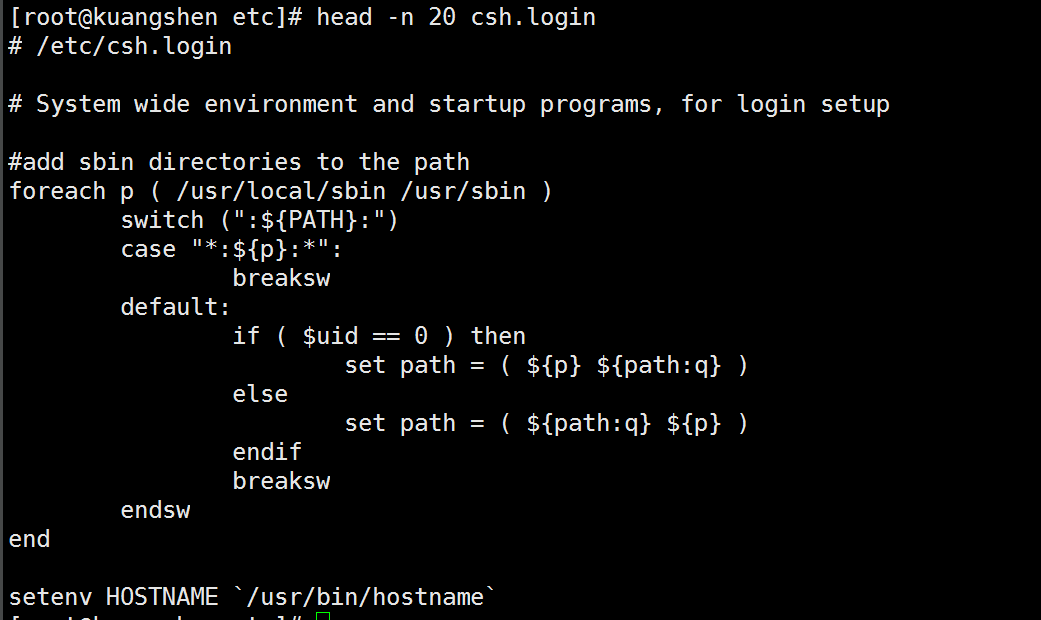 [root@kuangshen etc]# head -n 20 csh.login
# /etc/csh.login

# System wide environment and startup programs, for login setup

#add sbin directories to the path
foreach p ( /usr/local/sbin /usr/sbin )
        switch (":${PATH}:")
        case "*:${p}:*":
                breaksw
        default:
                if ( $uid == 0 ) then
                        set path = ( ${p} ${path:q} )
                else
                        set path = ( ${path:q} ${p} )
                endif
                breaksw
        endsw
end

setenv HOSTNAME `/usr/bin/hostname`